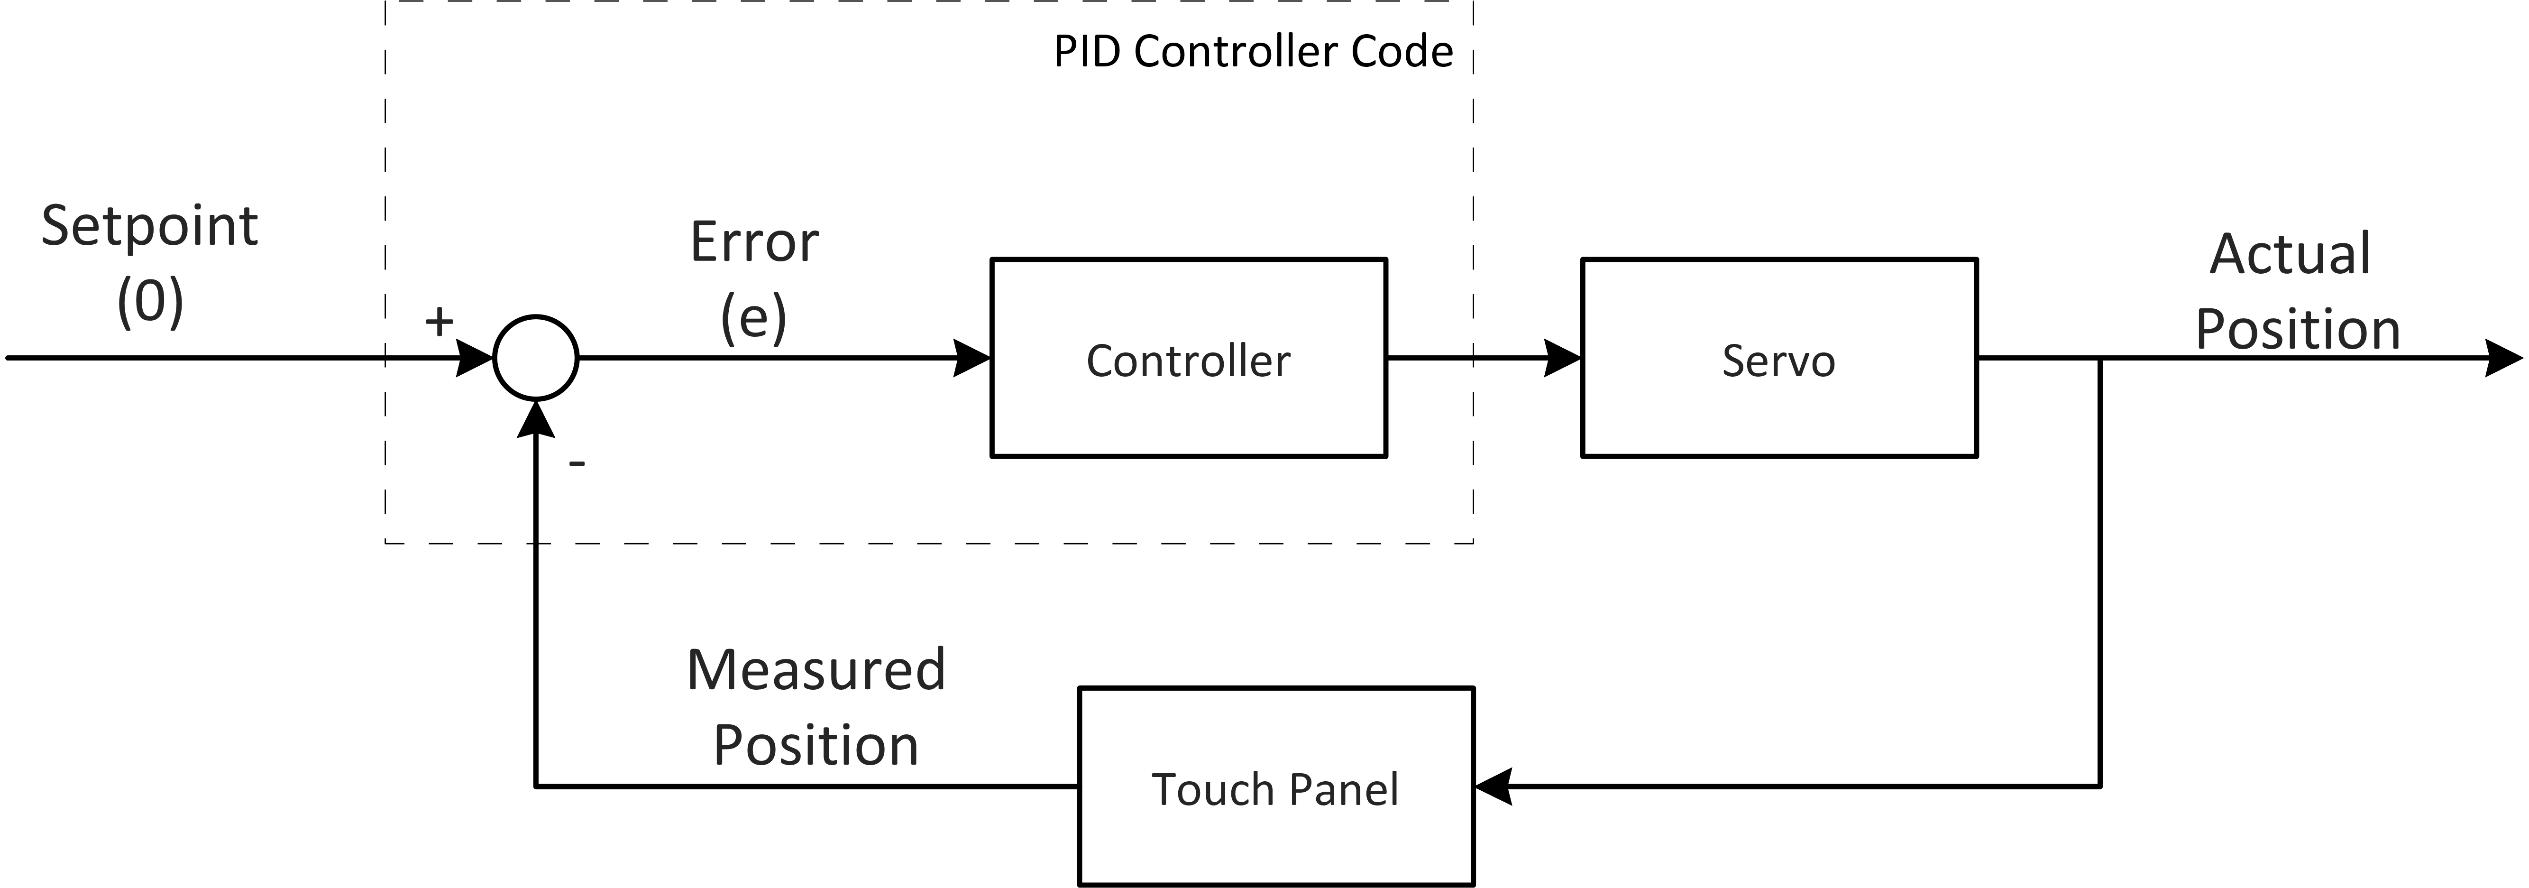 PID Controller Code
Setpoint
(0)
Error
(e)
Actual
Position
+
Controller
Servo
-
Measured
Position
Touch Panel